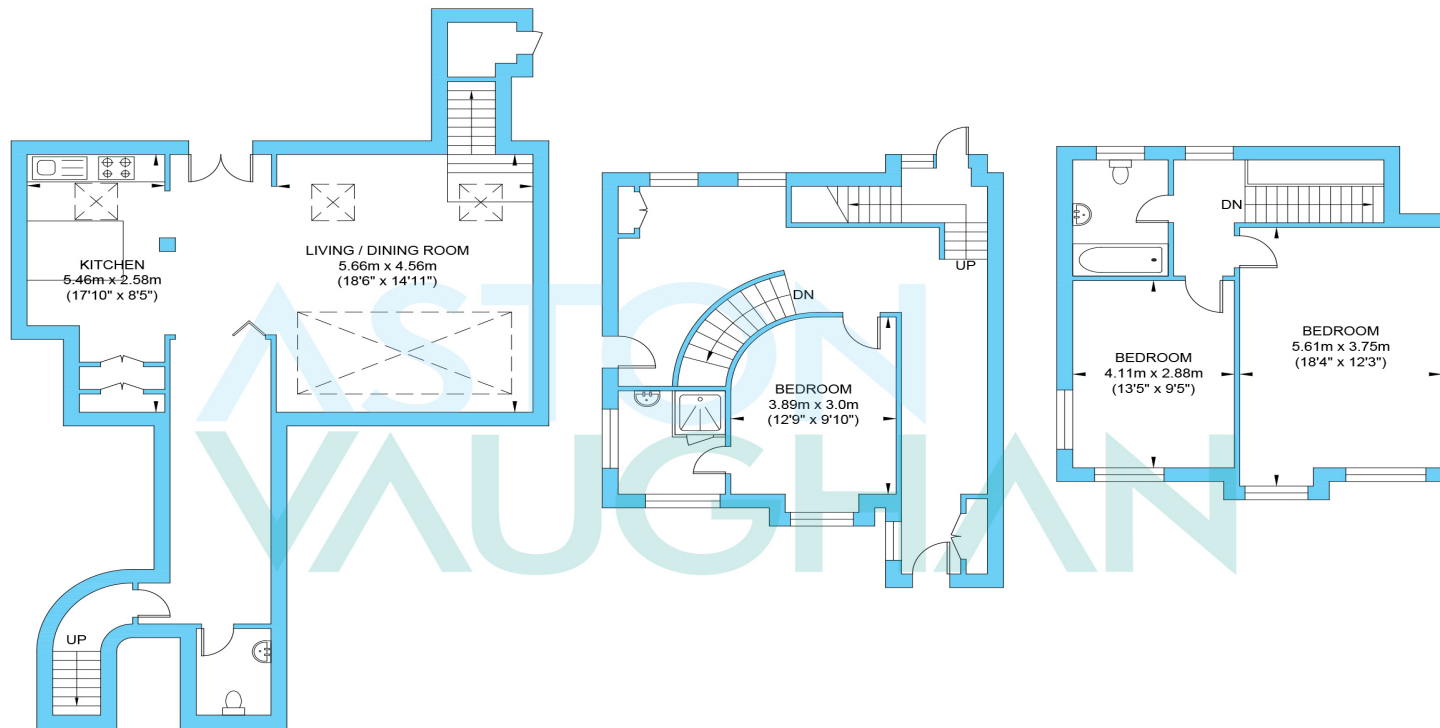 KITCHEN
5.46m x 2.58m
(17'10" x 8'5")
LIVING / DINING ROOM
5.66m x 4.56m
(18'6" x 14'11")
UP
DN
UP
BEDROOM
3.89m x 3.0m
(12'9" x 9'10")
DN
BEDROOM
4.11m x 2.88m
(13'5" x 9'5")
BEDROOM
5.61m x 3.75m
(18'4" x 12'3")
ASTON
VAUGHAN